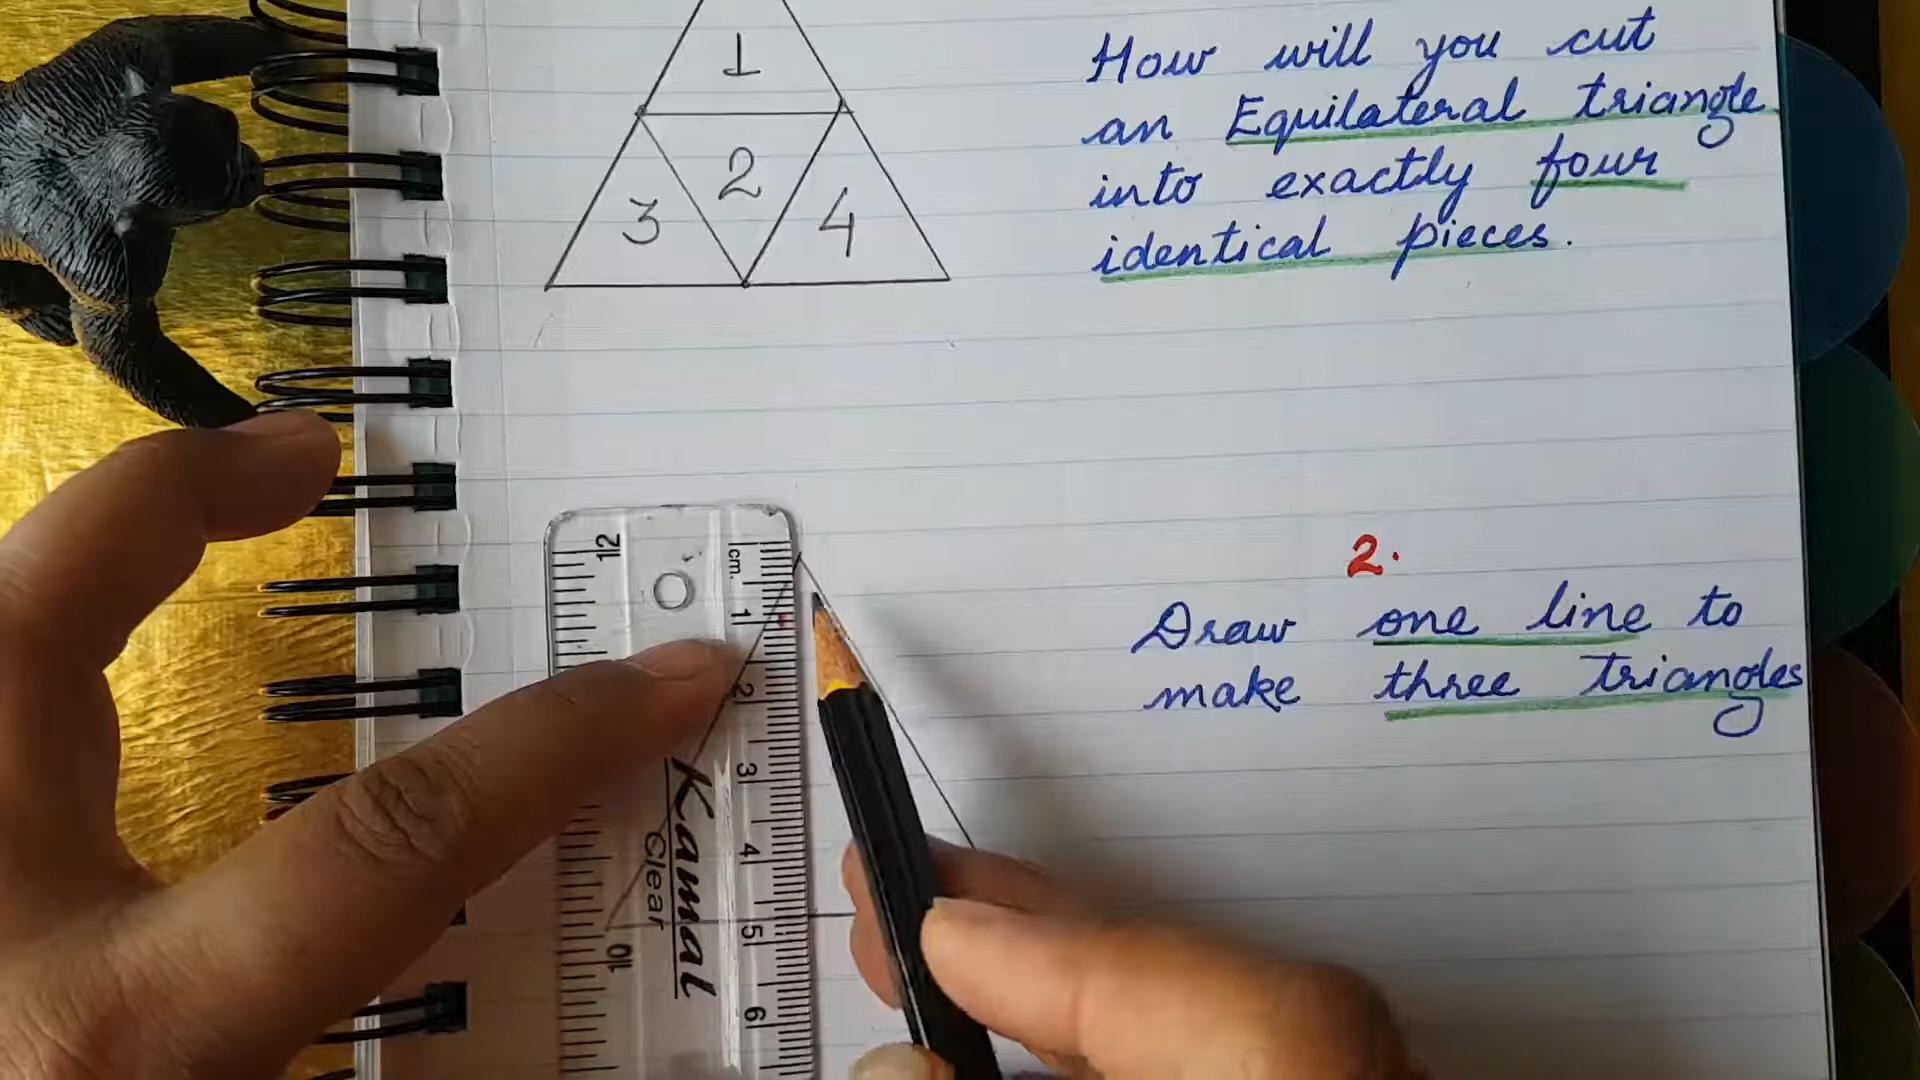 1
2
3
4
How will you cut
an Equilateral triangle
into exactly four
identical pieces.
2.
Draw one line to
make three triangles
12
10
cm.
1
2
3
4
5
6
Kamal
Clear